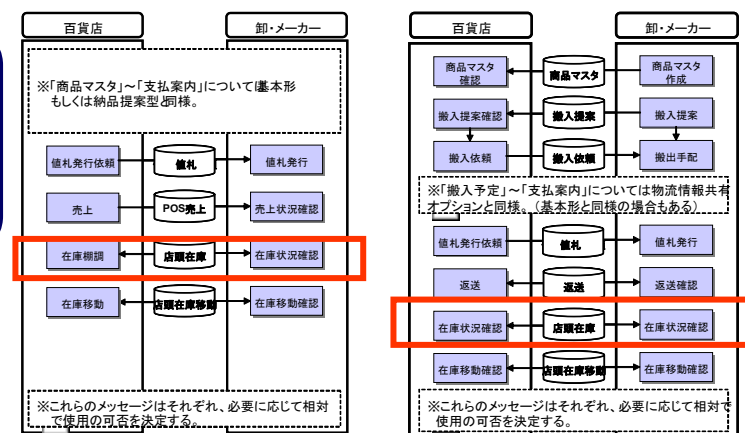 百貨店
卸・メーカー
※「商品マスタ」～「支払案内」については基本形
もしくは納品提案型と同様。
値札発行依頼
値札
値札発行
売上
POS売上
売上状況確認
在庫棚調
店頭在庫
在庫状況確認
在庫移動
店頭在庫移動
在庫移動確認
※これらのメッセージはそれぞれ、必要に応じて相対
で使用の可否を決定する。
百貨店
卸・メーカー
商品マスタ
確認
商品マスタ
商品マスタ
作成
搬入提案確認
搬入提案
搬入提案
搬入依頼
搬入依頼
搬出手配
※「搬入予定」～「支払案内」については物流情報共有
オプションと同様。（基本形と同様の場合もある）
値札発行依頼
値札
値札発行
返送
返送
返送確認
在庫状況確認
店頭在庫
在庫状況確認
在庫移動確認
店頭在庫移動
在庫移動確認
※これらのメッセージはそれぞれ、必要に応じて相対で
使用の可否を決定する。